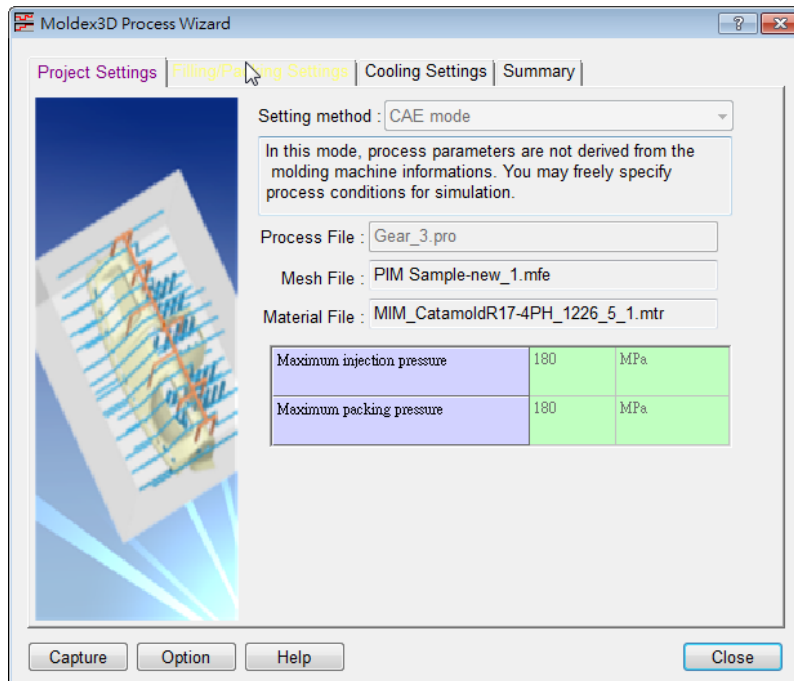 Moldex3D Process Wizard
Project Settings Filling/Packing Settings Cooling Settings Summary
Setting method : CAE mode
In this mode, process parameters are not derived from the
molding machine informations. You may freely specify
process conditions for simulation.
Process File : Gear_3.pro
Mesh File : PIM Sample-new_1.mfe
Material File : MIM_CatamoldR17-4PH_1226_5_1.mtr
Maximum injection pressure 180 MPa
Maximum packing pressure 180 MPa
Capture Option Help Close